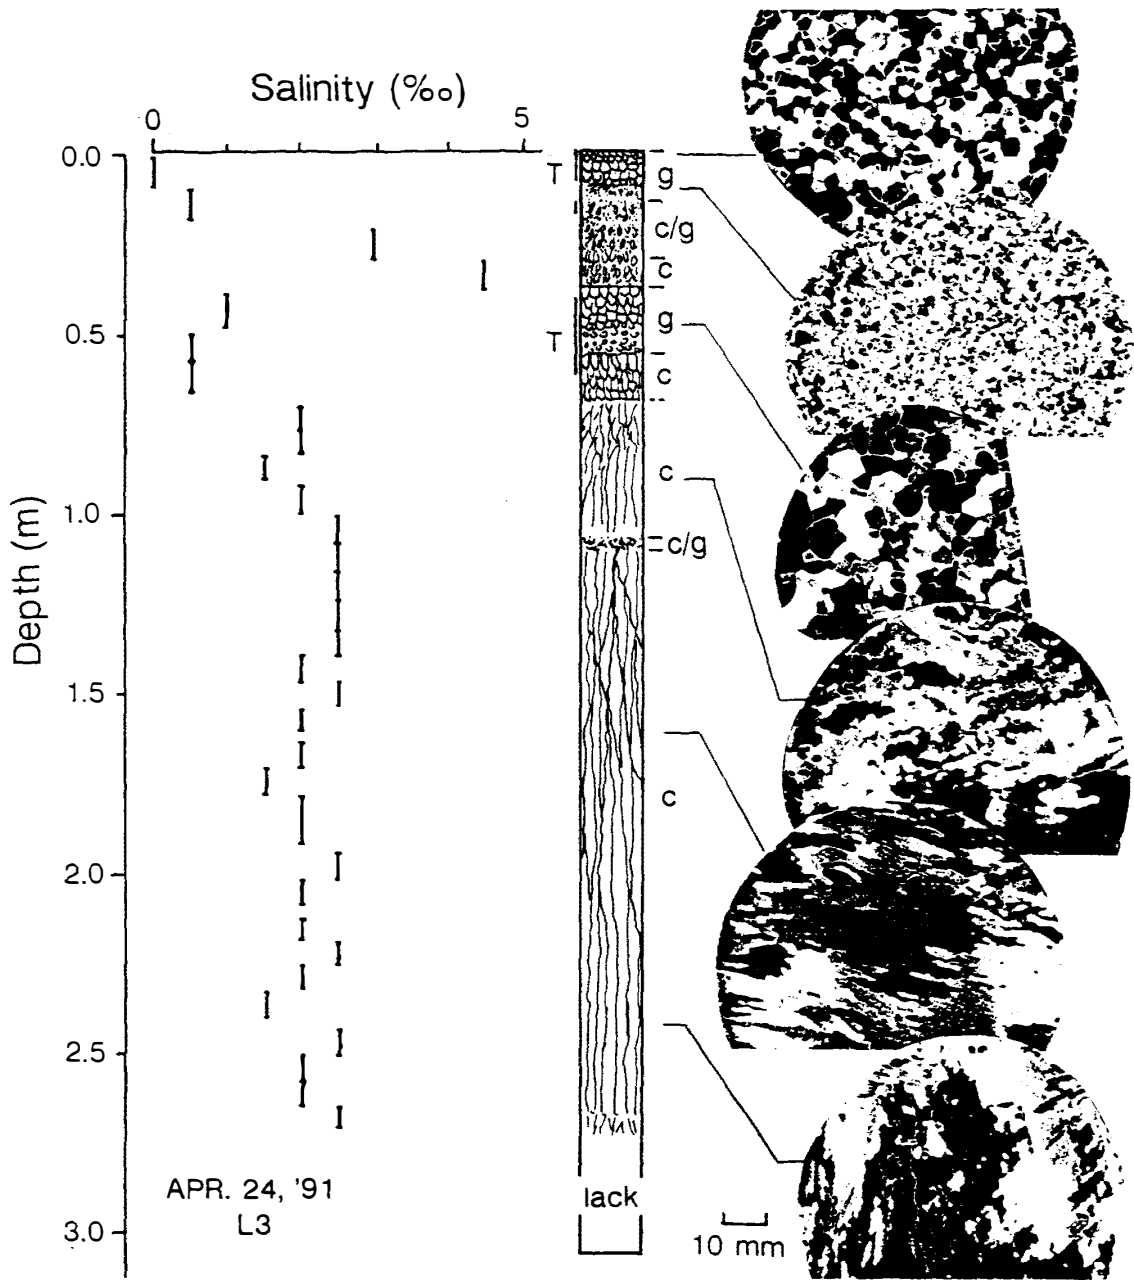 Salinity (‰)
0
5
0.0
0.5
1.0
1.5
2.0
2.5
3.0
Depth (m)
T
T
g
c/g
c
g
c
c
c/g
c
APR. 24, '91
L3
lack
10 mm